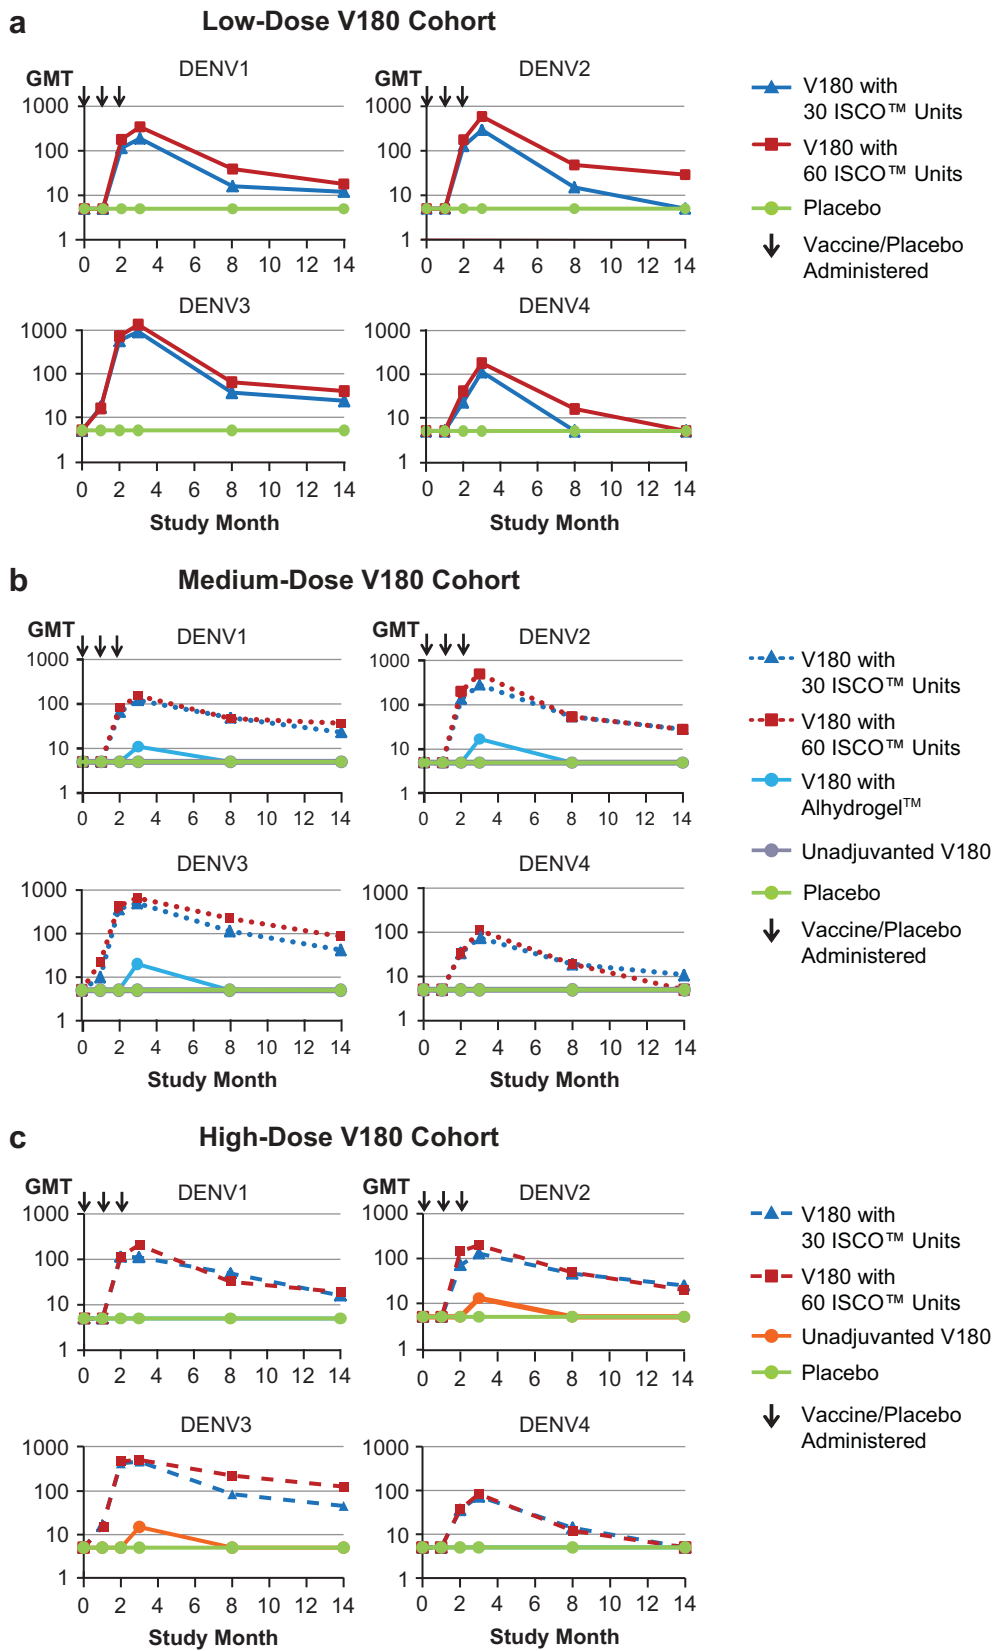 a Low-Dose V180 Cohort
GMT DENV1 DENV2
1000
100
10
1
0 2 4 6 8 10 12 14
0 2 4 6 8 10 12 14
V180 with
30 ISCO™ Units
V180 with
60 ISCO™ Units
Placebo
Vaccine/Placebo
Administered
DENV3 DENV4
1000
100
10
1
0 2 4 6 8 10 12 14
0 2 4 6 8 10 12 14
Study Month
b Medium-Dose V180 Cohort
GMT DENV1 GMT DENV2
1000 1000
100 100
10 10
1 1
0 2 4 6 8 10 12 14
0 2 4 6 8 10 12 14
V180 with
30 ISCO™ Units
V180 with
60 ISCO™ Units
V180 with
Alhydrogel™
Unadjuvanted V180
Placebo
Vaccine/Placebo
Administered
DENV3 DENV4
1000 1000
100 100
10 10
1 1
0 2 4 6 8 10 12 14
0 2 4 6 8 10 12 14
Study Month Study Month
c High-Dose V180 Cohort
GMT DENV1 GMT DENV2
1000 1000
100 100
10 10
1 1
0 2 4 6 8 10 12 14
0 2 4 6 8 10 12 14
V180 with
30 ISCO™ Units
V180 with
60 ISCO™ Units
Unadjuvanted V180
Placebo
Vaccine/Placebo
Administered
DENV3 DENV4
1000 1000
100 100
10 10
1 1
0 2 4 6 8 10 12 14
0 2 4 6 8 10 12 14
Study Month Study Month